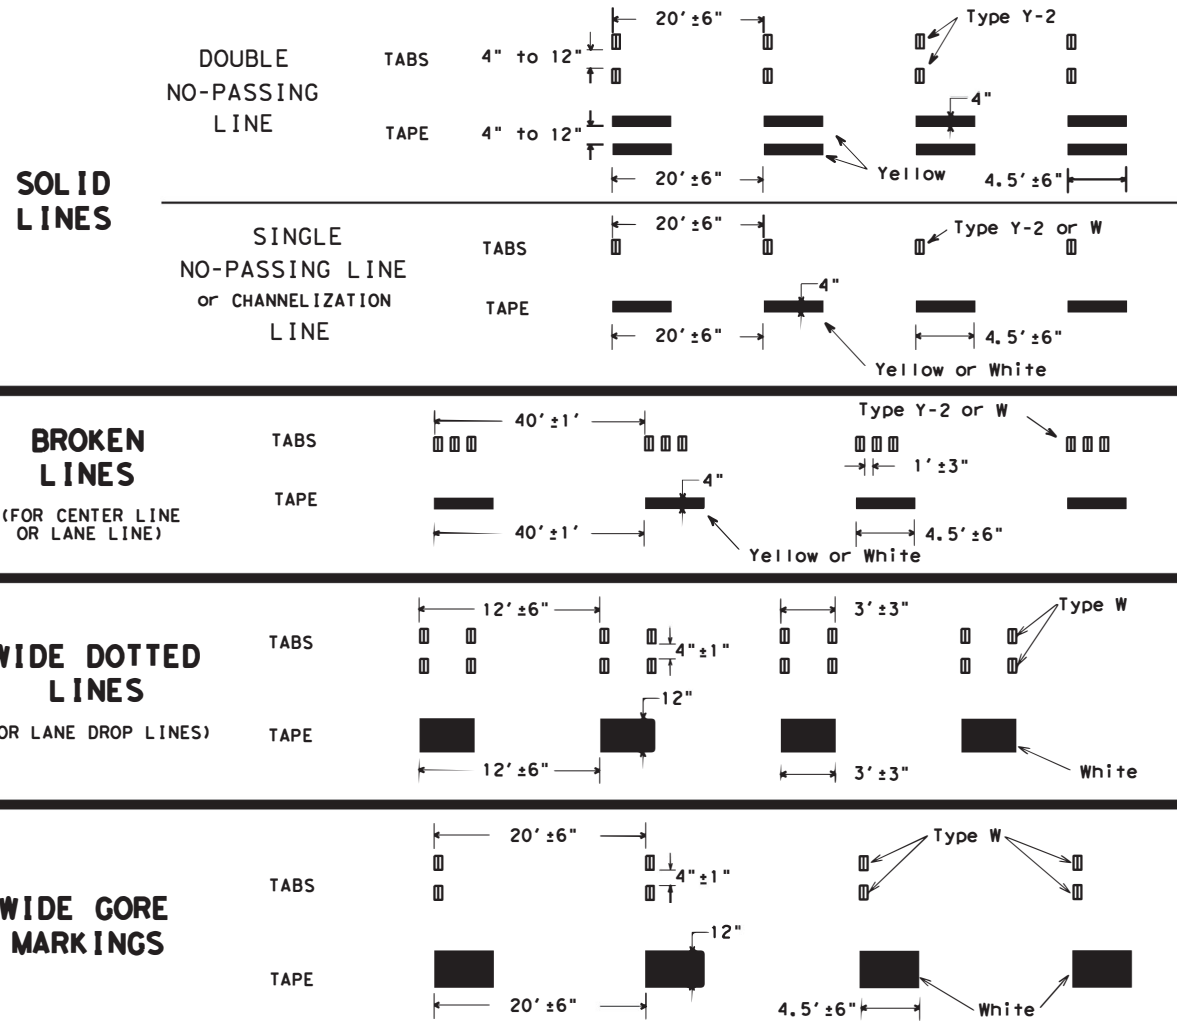 SOLID
LINES
DOUBLE
NO-PASSING
LINE
TABS
4" to 12"
20'±6"
Type Y-2
TAPE
4" to 12"
4"
Yellow
20'±6"
4.5'±6"
SINGLE
NO-PASSING LINE
or CHANNELIZATION
LINE
TABS
20'±6"
Type Y-2 or W
TAPE
4"
20'±6"
4.5'±6"
Yellow or White
BROKEN
LINES
(FOR CENTER LINE
OR LANE LINE)
TABS
40'±1'
Type Y-2 or W
1'±3"
TAPE
4"
40'±1'
4.5'±6"
Yellow or White
WIDE DOTTED
LINES
OR LANE DROP LINES)
TABS
12'±6"
3'±3"
Type W
4"±1"
TAPE
12"
12'±6"
3'±3"
White
WIDE GORE
MARKINGS
TABS
20'±6"
Type W
4"±1"
TAPE
12"
20'±6"
4.5'±6"
White